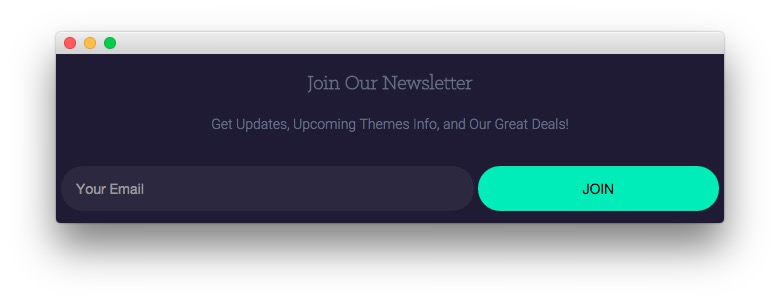 Join Our Newsletter
Get Updates, Upcoming Themes Info, and Our Great Deals!
Your Email
JOIN